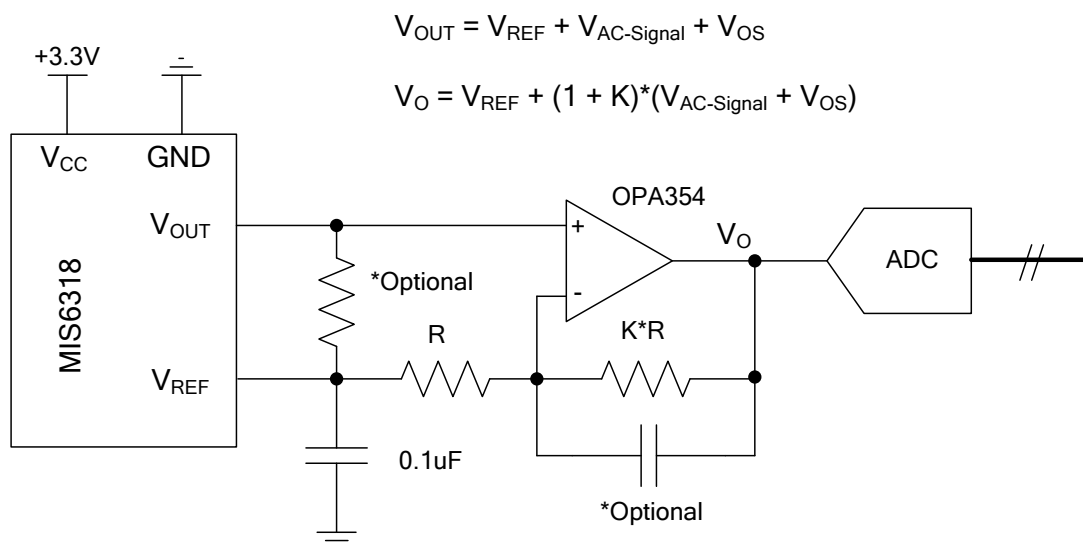 V_OUT = V_REF + V_AC-Signal + V_OS
V_O = V_REF + (1 + K)*(V_AC-Signal + V_OS)
+3.3V
-
V_CC
GND
OPA354
V_OUT
+
V_O
ADC
*Optional
-
MIS6318
R
K*R
V_REF
0.1uF
*Optional